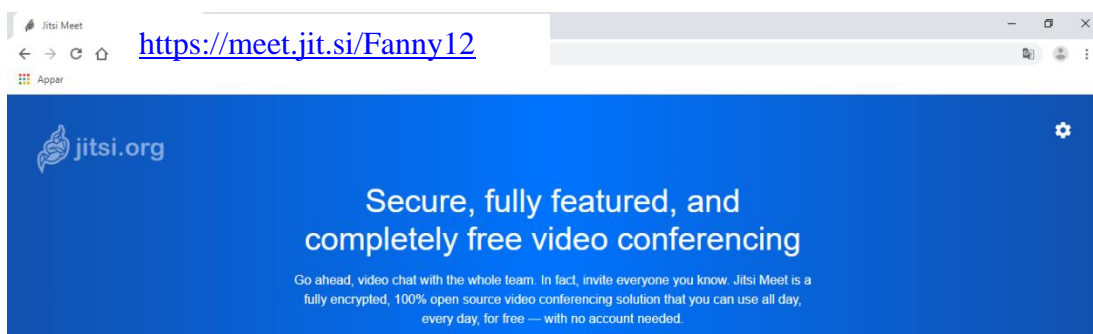 Jitsi Meet
https://meet.jit.si/Fanny12
Appar
jitsi.org
Secure, fully featured, and
completely free video conferencing
Go ahead, video chat with the whole team. In fact, invite everyone you know. Jitsi Meet is a
fully encrypted, 100% open source video conferencing solution that you can use all day,
every day, for free — with no account needed.